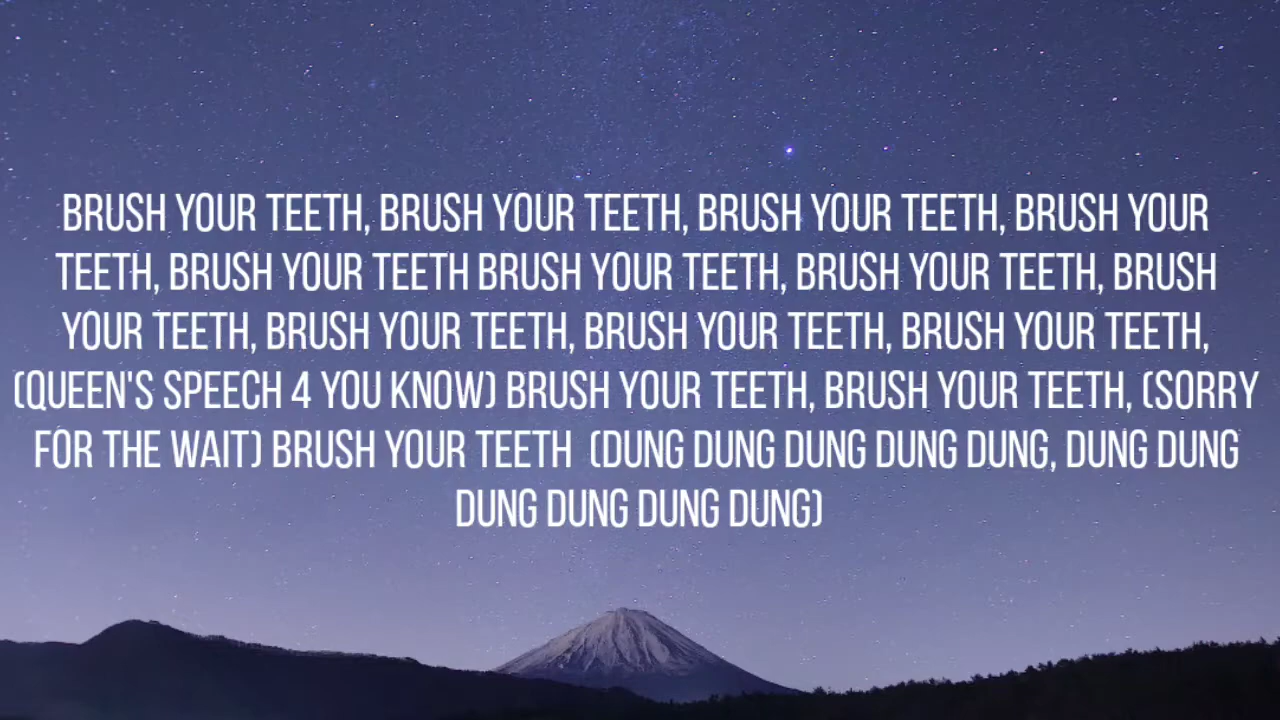 BRUSH YOUR TEETH, BRUSH YOUR TEETH, BRUSH YOUR TEETH, BRUSH YOUR
TEETH, BRUSH YOUR TEETH BRUSH YOUR TEETH, BRUSH YOUR TEETH, BRUSH
YOUR TEETH, BRUSH YOUR TEETH, BRUSH YOUR TEETH, BRUSH YOUR TEETH,
(QUEEN'S SPEECH 4 YOU KNOW) BRUSH YOUR TEETH, BRUSH YOUR TEETH, (SORRY
FOR THE WAIT) BRUSH YOUR TEETH (DUNG DUNG DUNG DUNG DUNG, DUNG DUNG
DUNG DUNG DUNG DUNG)